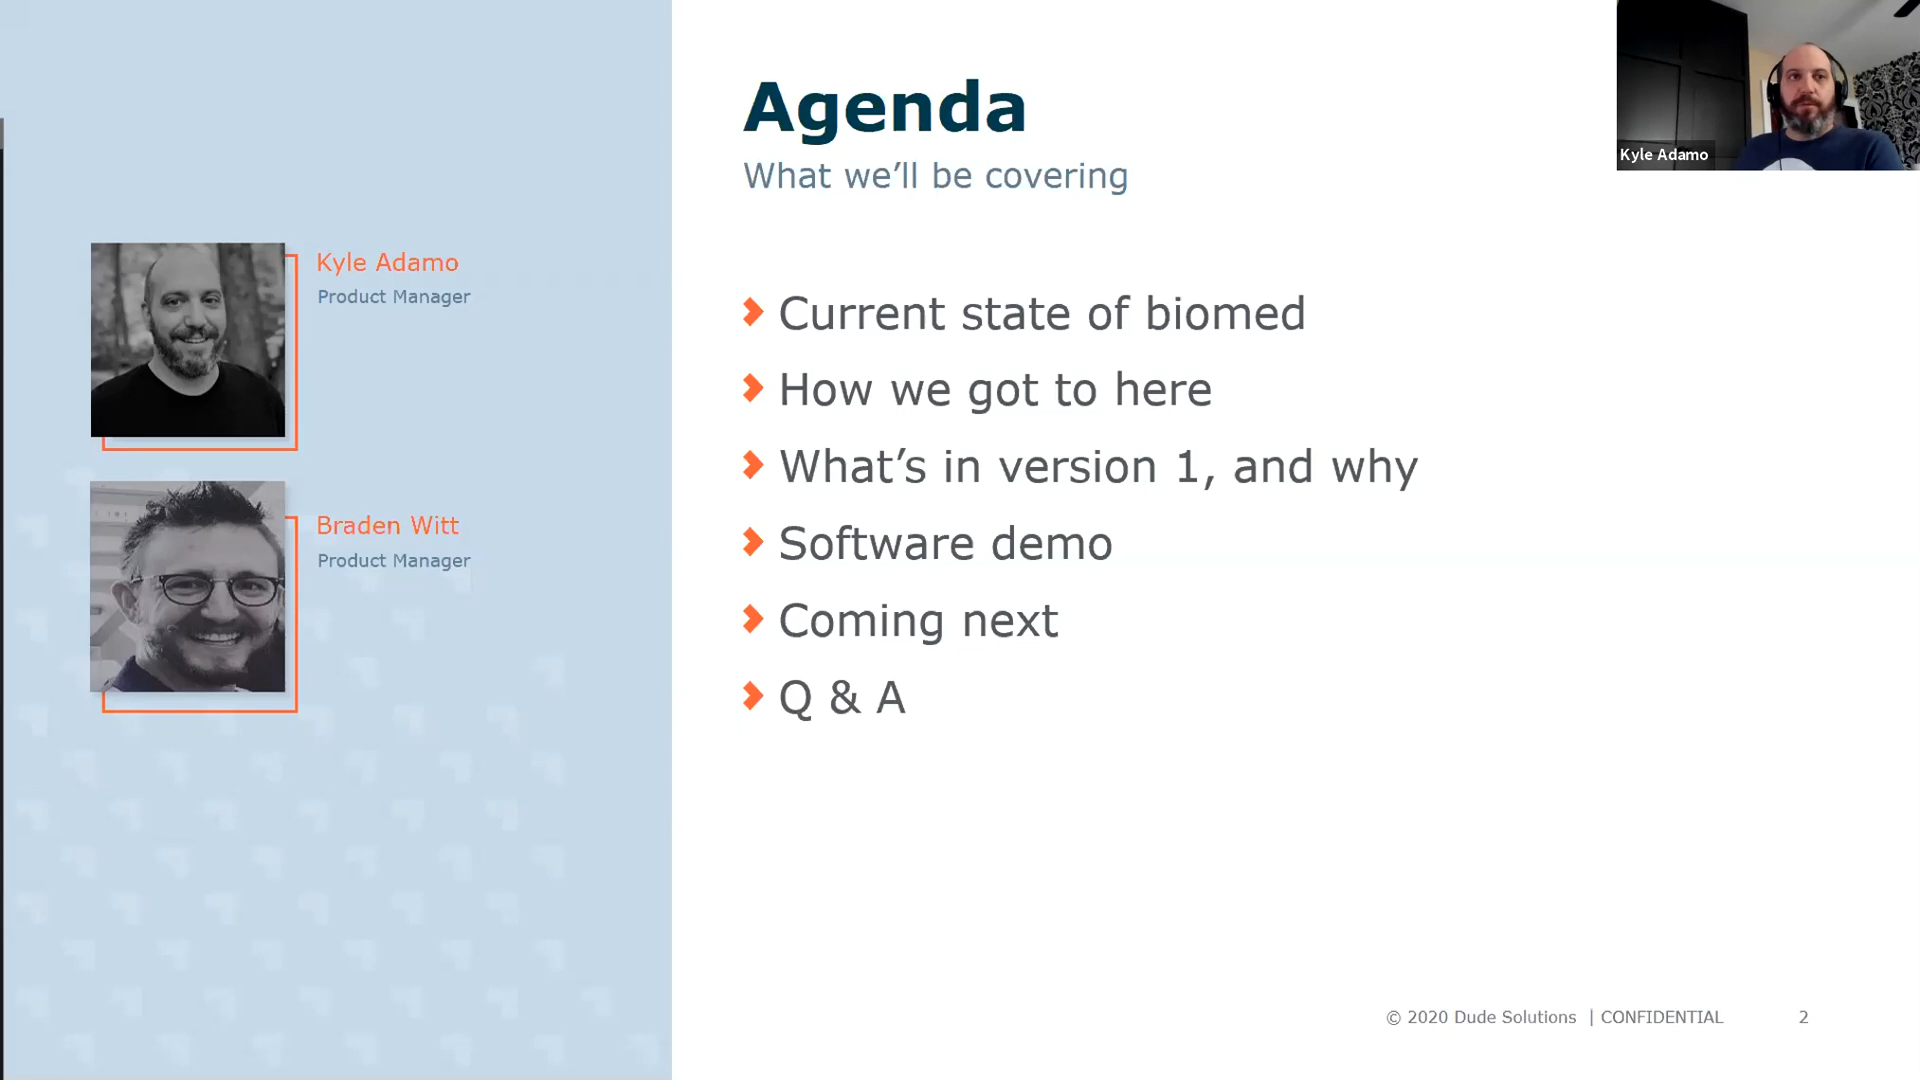 Agenda
What we'll be covering
Kyle Adamo
Kyle Adamo
Product Manager
Braden Witt
Product Manager
Current state of biomed
How we got to here
What's in version 1, and why
Software demo
Coming next
Q & A
© 2020 Dude Solutions | CONFIDENTIAL 2